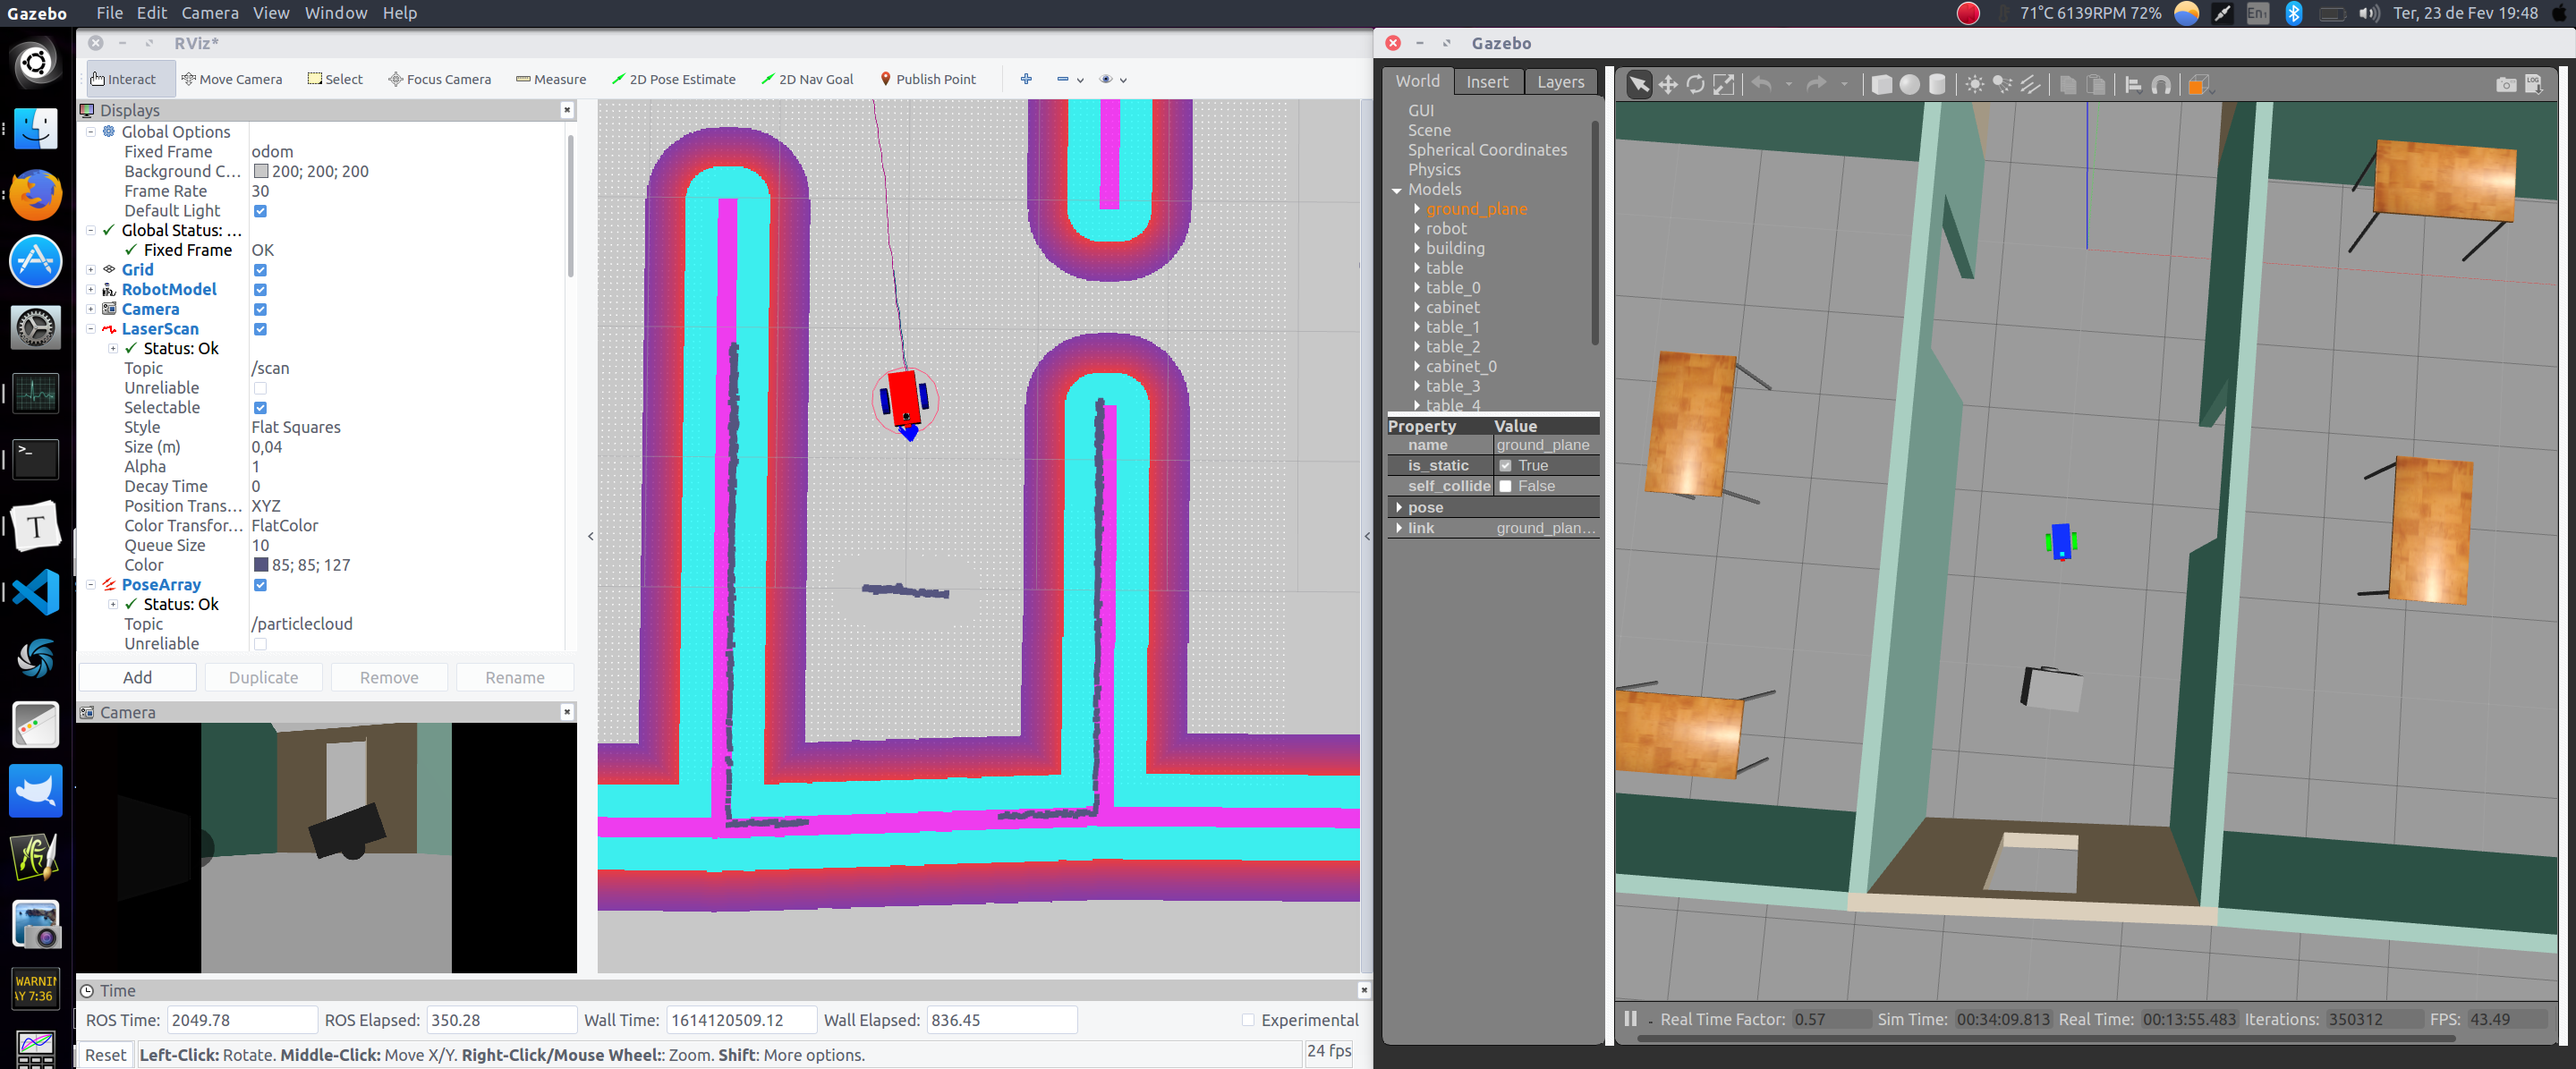 Gazebo File Edit Camera View Window Help
71°C 6139RPM 72% En₁ Ter, 23 de Fev 19:48
RViz*
Interact Move Camera Select Focus Camera Measure 2D Pose Estimate 2D Nav Goal Publish Point
Displays
Global Options
Fixed Frame odom
Background C... 200; 200; 200
Frame Rate 30
Default Light
Global Status: ...
Fixed Frame OK
Grid
RobotModel
Camera
LaserScan
Status: Ok
Topic /scan
Unreliable
Selectable
Style Flat Squares
Size (m) 0,04
Alpha 1
Decay Time 0
Position Trans... XYZ
Color Transfor... FlatColor
Queue Size 10
Color 85; 85; 127
PoseArray
Status: Ok
Topic /particlecloud
Unreliable
Add Duplicate Remove Rename
Camera
Time
ROS Time: 2049.78 ROS Elapsed: 350.28 Wall Time: 1614120509.12 Wall Elapsed: 836.45 Experimental
Reset Left-Click: Rotate. Middle-Click: Move X/Y. Right-Click/Mouse Wheel:: Zoom. Shift: More options. 24 fps
>_
T
WARNIN
AY 7:36
Gazebo
World Insert Layers
GUI
Scene
Spherical Coordinates
Physics
Models
ground_plane
robot
building
table
table_0
cabinet
table_1
table_2
cabinet_0
table_3
table_4
Property Value
name ground_plane
is_static True
self_collide False
pose
link ground_plan...
LOG
Real Time Factor: 0.57 Sim Time: 00:34:09.813 Real Time: 00:13:55.483 Iterations: 350312 FPS: 43.49